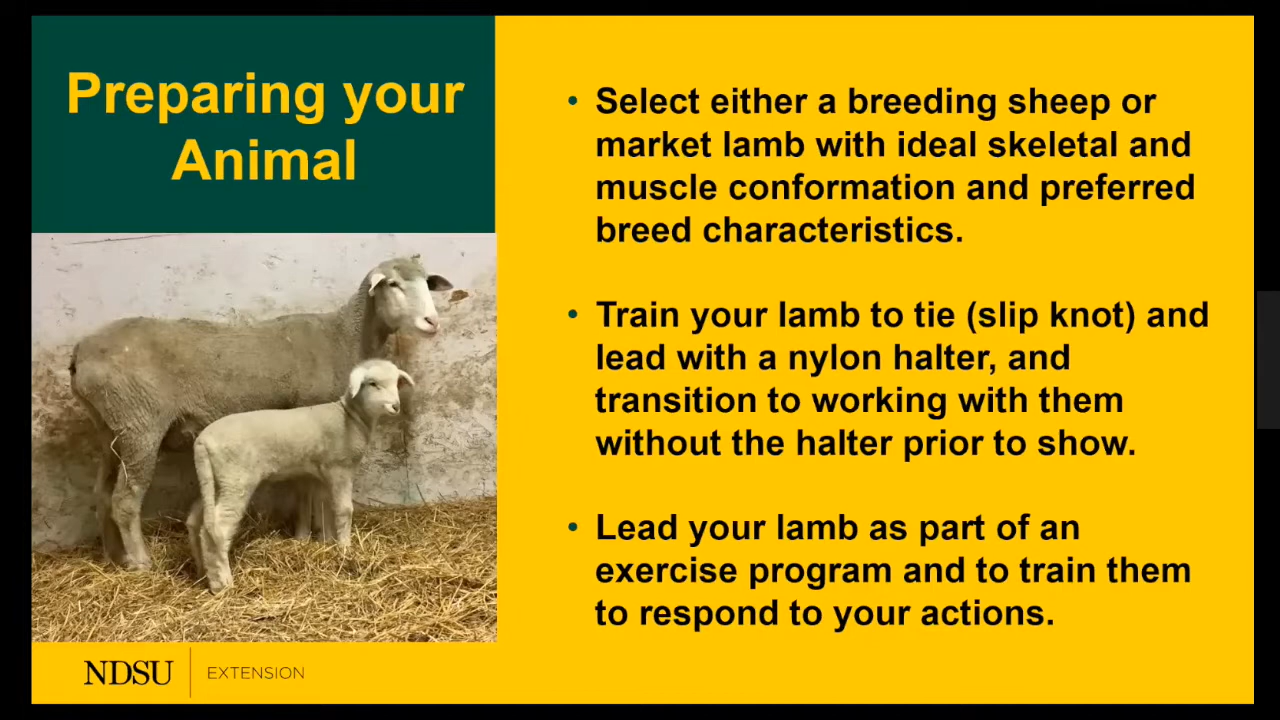 Preparing your
Animal
• Select either a breeding sheep or
market lamb with ideal skeletal and
muscle conformation and preferred
breed characteristics.
• Train your lamb to tie (slip knot) and
lead with a nylon halter, and
transition to working with them
without the halter prior to show.
• Lead your lamb as part of an
exercise program and to train them
to respond to your actions.
NDSU EXTENSION